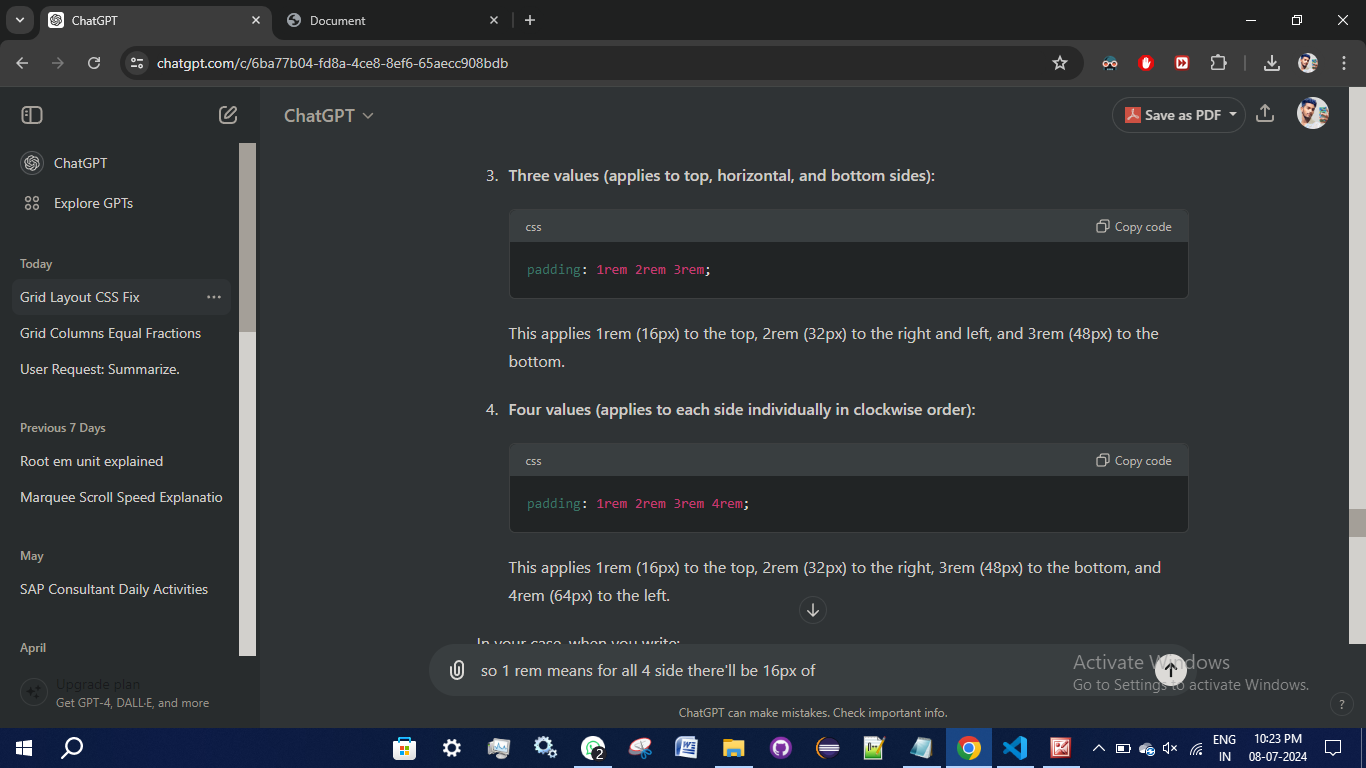 ChatGPT
Document
chatgpt.com/c/6ba77b04-fd8a-4ce8-8ef6-65aecc908bdb
ChatGPT
Save as PDF
ChatGPT
Explore GPTs
Today
Grid Layout CSS Fix
Grid Columns Equal Fractions
User Request: Summarize.
Previous 7 Days
Root em unit explained
Marquee Scroll Speed Explanatio
May
SAP Consultant Daily Activities
April
Upgrade plan
Get GPT-4, DALL·E, and more
3. Three values (applies to top, horizontal, and bottom sides):
css
Copy code
padding: 1rem 2rem 3rem;
This applies 1rem (16px) to the top, 2rem (32px) to the right and left, and 3rem (48px) to the
bottom.
4. Four values (applies to each side individually in clockwise order):
css
Copy code
padding: 1rem 2rem 3rem 4rem;
This applies 1rem (16px) to the top, 2rem (32px) to the right, 3rem (48px) to the bottom, and
4rem (64px) to the left.
In your case, when you write:
so 1 rem means for all 4 side there'll be 16px of
Activate Windows
Go to Settings to activate Windows.
ChatGPT can make mistakes. Check important info.
?
2
ENG
IN
10:23 PM
08-07-2024